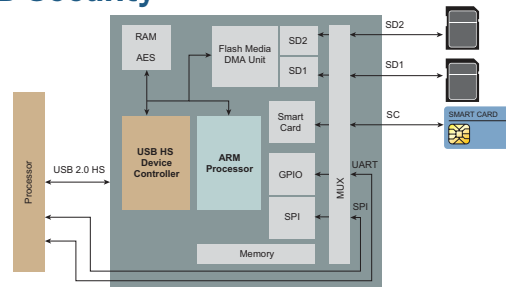 Security
RAM
AES
Flash Media
DMA Unit
SD2
SD1
SD2
SD1
SMART CARD
SC
Smart
Card
USB HS
Device
Controller
ARM
Processor
GPIO
SPI
MUX
UART
SPI
Processor
USB 2.0 HS
Memory